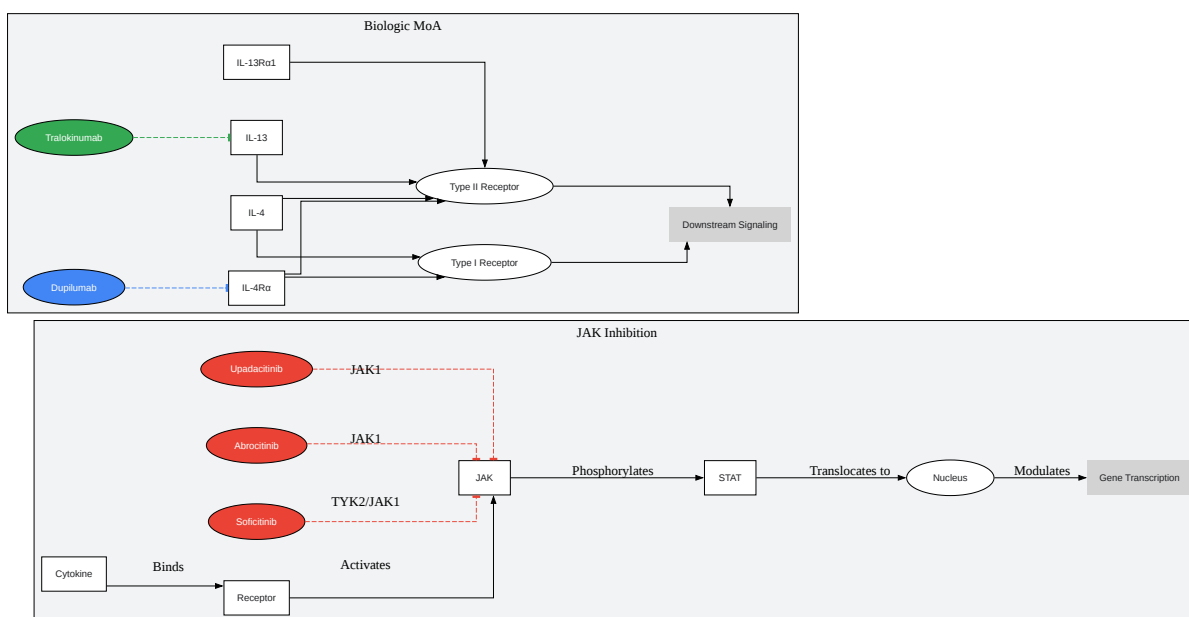 Biologic MoA
IL-13Rα1
Tralokinumab
IL-13
Type II Receptor
IL-4
Downstream Signaling
Type I Receptor
Dupilumab
IL-4Rα
JAK Inhibition
Upadacitinib
JAK1
Abrocitinib
JAK1
JAK
Phosphorylates
STAT
Translocates to
Nucleus
Modulates
Gene Transcription
TYK2/JAK1
Soficitinib
Cytokine
Binds
Activates
Receptor